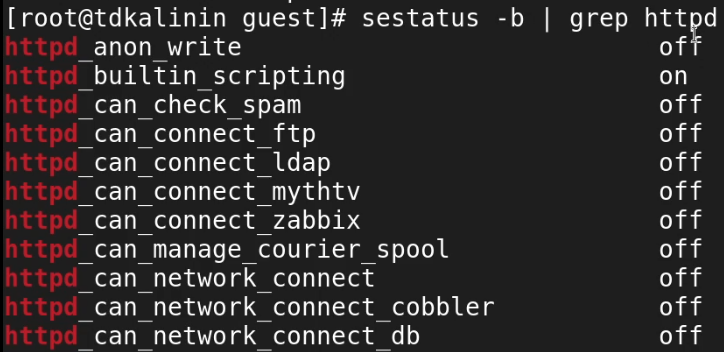 [root@tdkalinin guest]# sestatus -b | grep httpd
httpd_anon_write off
httpd_builtin_scripting on
httpd_can_check_spam off
httpd_can_connect_ftp off
httpd_can_connect_ldap off
httpd_can_connect_mythtv off
httpd_can_connect_zabbix off
httpd_can_manage_courier_spool off
httpd_can_network_connect off
httpd_can_network_connect_cobbler off
httpd_can_network_connect_db off